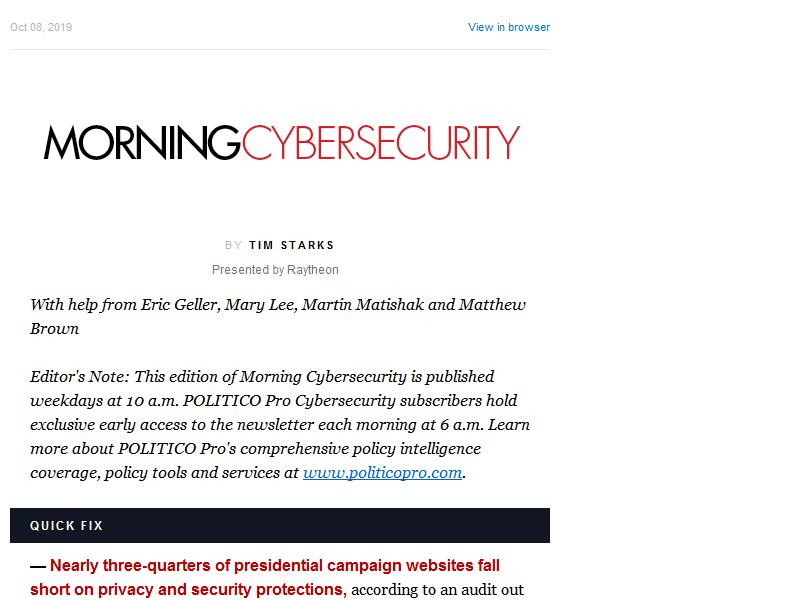 Oct 08, 2019
View in browser
MORNINGCYBERSECURITY
BY TIM STARKS
Presented by Raytheon
With help from Eric Geller, Mary Lee, Martin Matishak and Matthew
Brown
Editor's Note: This edition of Morning Cybersecurity is published
weekdays at 10 a.m. POLITICO Pro Cybersecurity subscribers hold
exclusive early access to the newsletter each morning at 6 a.m. Learn
more about POLITICO Pro's comprehensive policy intelligence
coverage, policy tools and services at www.politicopro.com.
QUICK FIX
— Nearly three-quarters of presidential campaign websites fall
short on privacy and security protections, according to an audit out